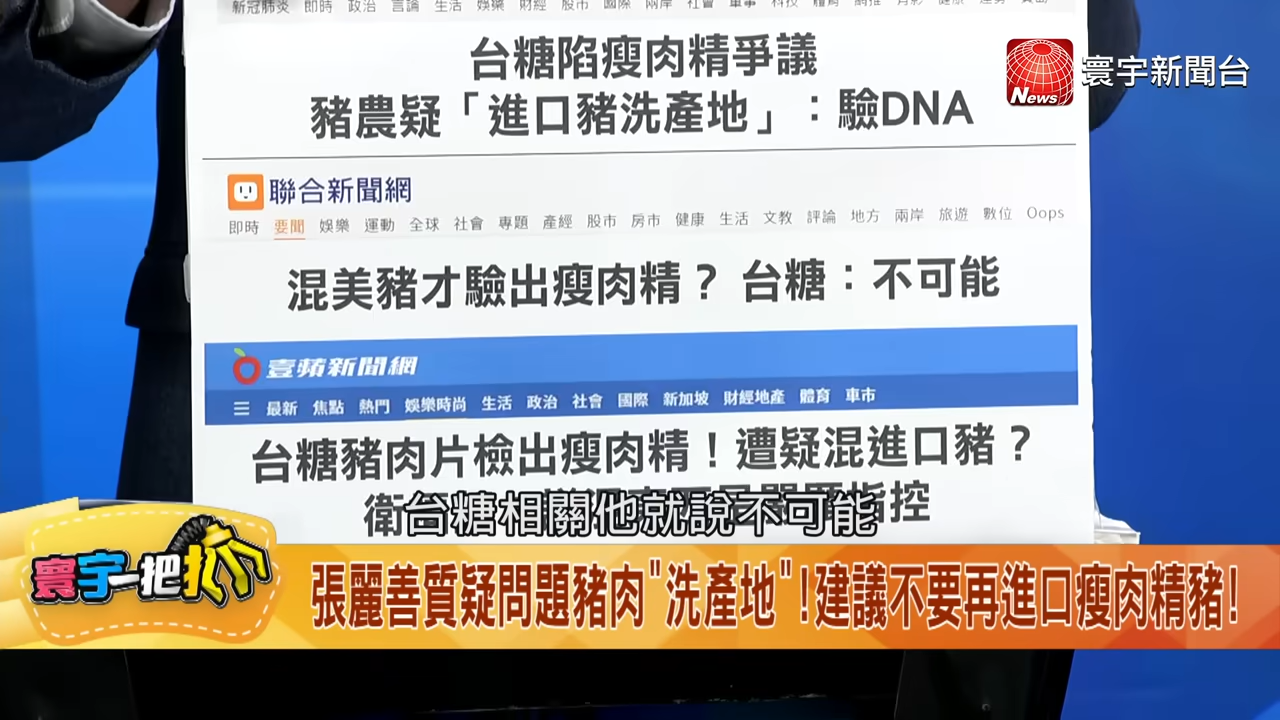 新冠肺炎 即時 政治 言論 生活 娛樂 財經 股市 國際 兩岸 社會 軍事 科技 體育
台糖陷瘦肉精爭議
豬農疑「進口豬洗產地」：驗DNA
News 寰宇新聞台
聯合新聞網
即時 要聞 娛樂 運動 全球 社會 專題 產經 股市 房市 健康 生活 文教 評論 地方 兩岸 旅遊 數位 Oops
混美豬才驗出瘦肉精？ 台糖：不可能
壹蘋新聞網
最新 焦點 熱門 娛樂時尚 生活 政治 社會 國際 新加坡 財經地產 體育 車市
台糖豬肉片檢出瘦肉精！遭疑混進口豬？
衛 指控
台糖相關他就說不可能
寰宇一把抓
張麗善質疑問題豬肉"洗產地"!建議不要再進口瘦肉精豬!